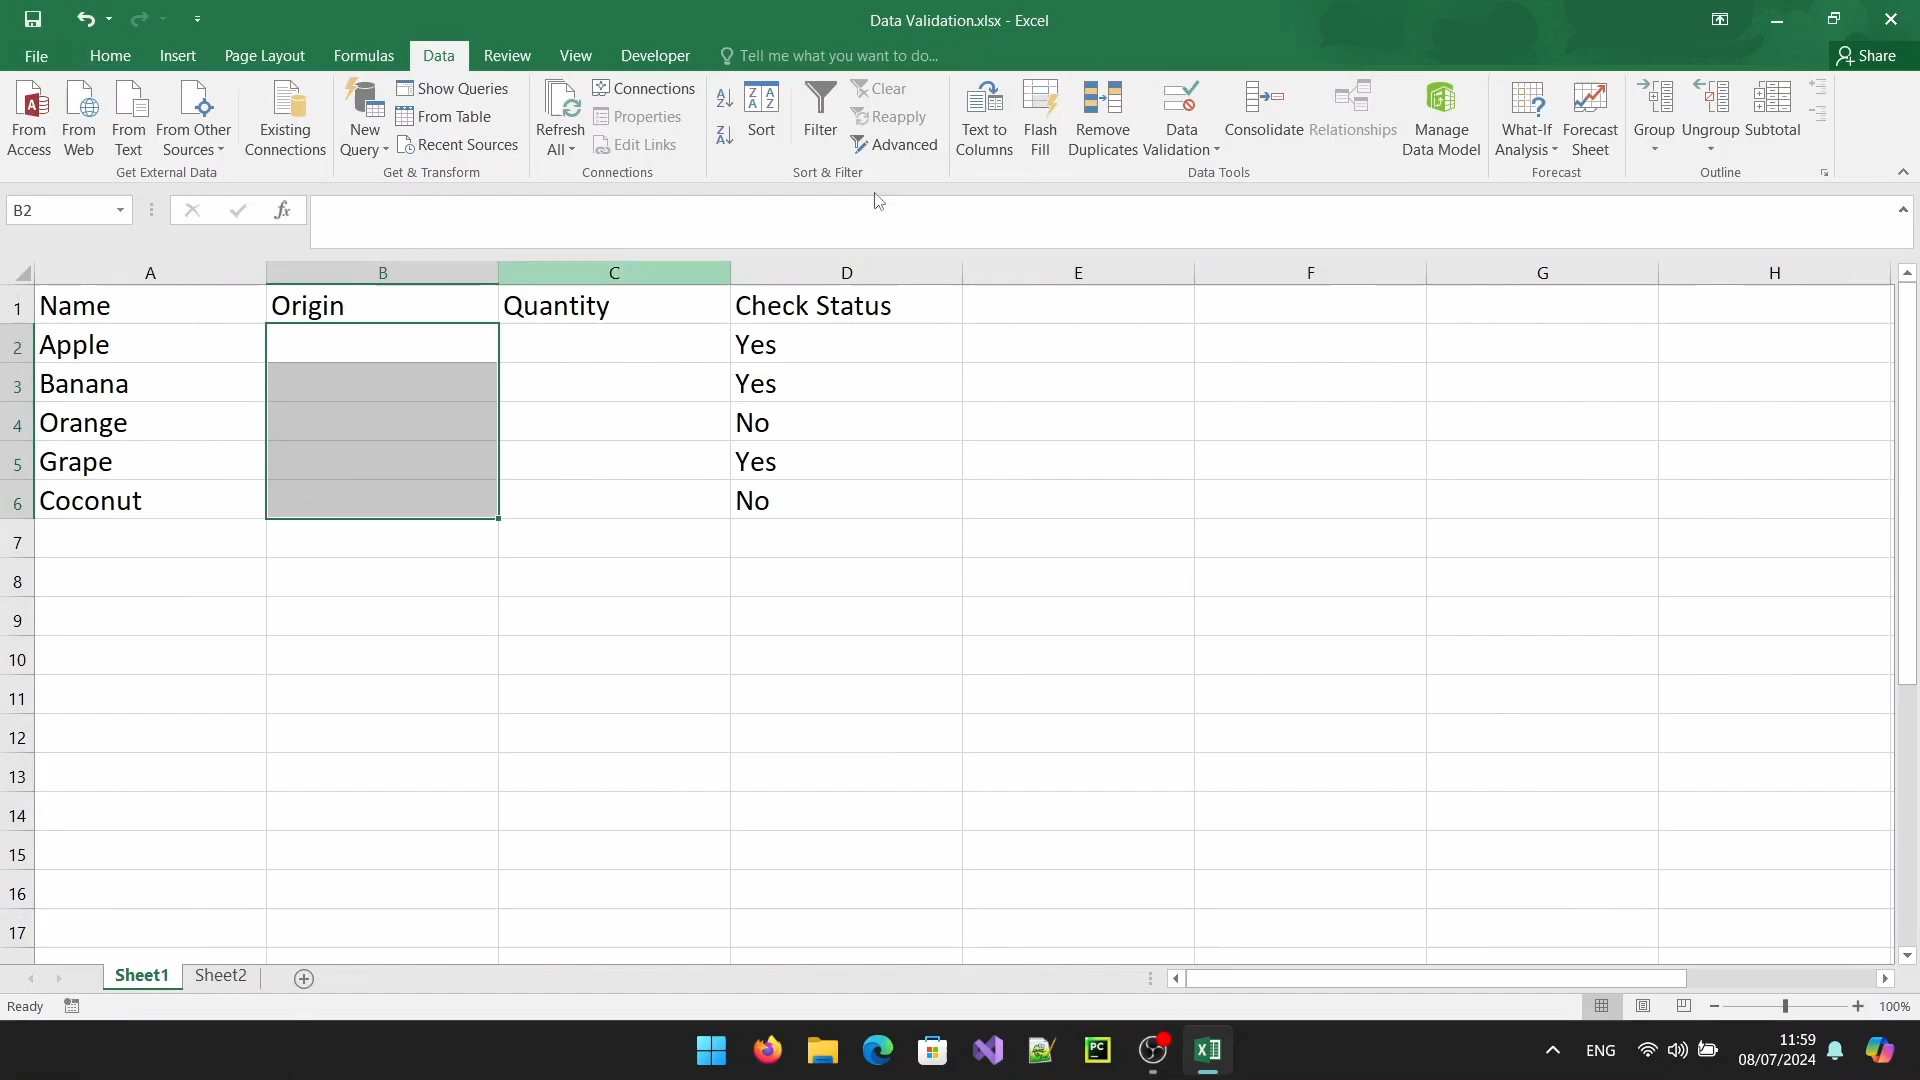 Data Validation.xlsx - Excel
File Home Insert Page Layout Formulas Data Review View Developer Tell me what you want to do... Share
From Access
From Web
From Text
From Other Sources
Existing Connections
Get External Data
New Query
Show Queries
From Table
Recent Sources
Get & Transform
Refresh All
Connections
Properties
Edit Links
Connections
Sort
Filter
Clear
Reapply
Advanced
Sort & Filter
Text to Columns
Flash Fill
Remove Duplicates
Data Validation
Consolidate
Relationships
Manage Data Model
Data Tools
What-If Analysis
Forecast Sheet
Forecast
Group
Ungroup
Subtotal
Outline
B2
fx
A B C D E F G H
1 Name Origin Quantity Check Status
2 Apple Yes
3 Banana Yes
4 Orange No
5 Grape Yes
6 Coconut No
7
8
9
10
11
12
13
14
15
16
17
Sheet1 Sheet2
Ready 100%
ENG 11:59
08/07/2024